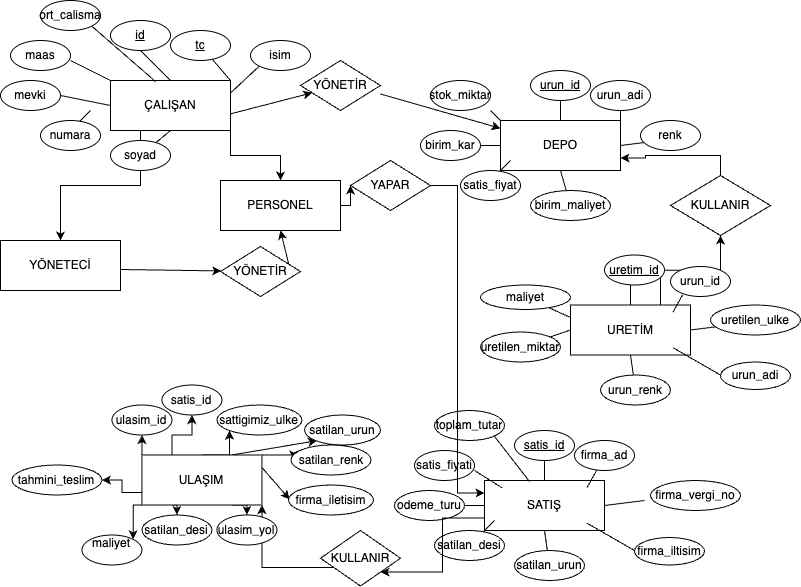 ort_calisma
id
tc
isim
maas
mevki
numara
soyad
ÇALIŞAN
YÖNETİR
stok_miktar
urun_id
urun_adi
renk
birim_kar
satis_fiyat
birim_maliyet
DEPO
PERSONEL
YAPAR
YÖNETECİ
YÖNETİR
KULLANIR
uretim_id
urun_id
maliyet
uretilen_ulke
uretilen_miktar
URETİM
urun_adi
urun_renk
satis_id
ulasim_id
sattigimiz_ulke
satilan_urun
satilan_renk
tahmini_teslim
ULAŞIM
firma_iletisim
maliyet
satilan_desi
ulasim_yol
KULLANIR
toplam_tutar
satis_id
firma_ad
satis_fiyati
firma_vergi_no
odeme_turu
SATIŞ
satilan_desi
firma_iltisim
satilan_urun